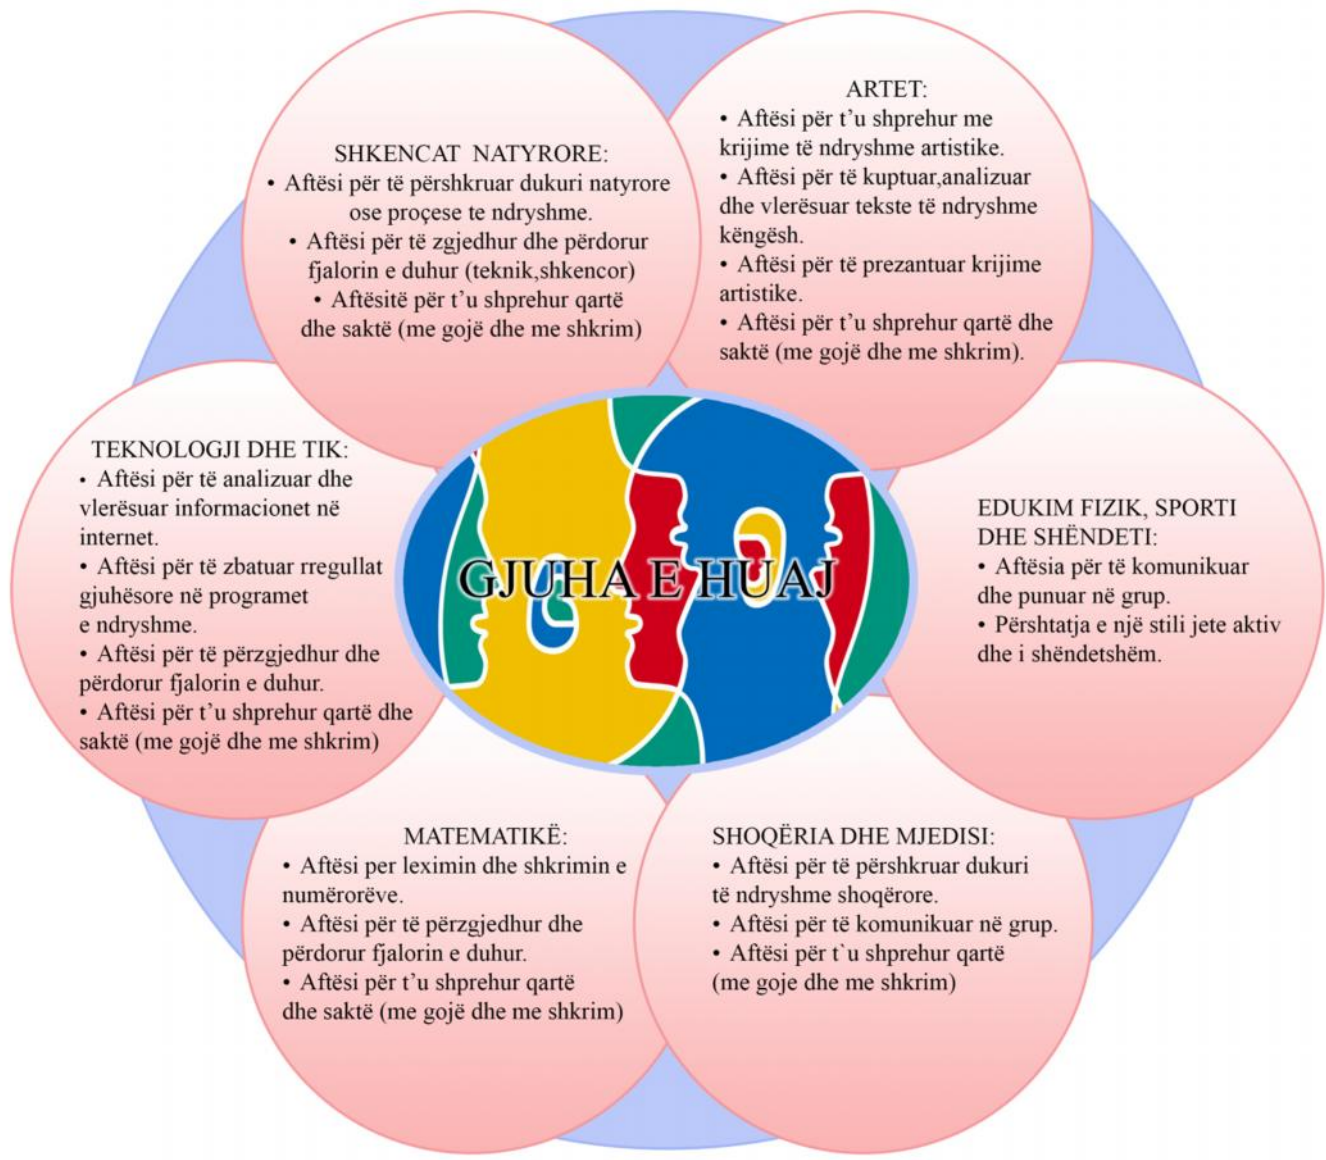 SHKENCAT NATYRORE:
• Aftësi për të përshkruar dukuri natyrore
ose proçese te ndryshme.
• Aftësi për të zgjedhur dhe përdorur
fjalorin e duhur (teknik,shkencor)
• Aftësitë për t’u shprehur qartë
dhe saktë (me gojë dhe me shkrim)
ARTET:
• Aftësi për t’u shprehur me
krijime të ndryshme artistike.
• Aftësi për të kuptuar,analizuar
dhe vlerësuar tekste të ndryshme
këngësh.
• Aftësi për të prezantuar krijime
artistike.
• Aftësi për t’u shprehur qartë dhe
saktë (me gojë dhe me shkrim).
TEKNOLOGJI DHE TIK:
• Aftësi për të analizuar dhe
vlerësuar informacionet në
internet.
• Aftësi për të zbatuar rregullat
gjuhësore në programet
e ndryshme.
• Aftësi për të përzgjedhur dhe
përdorur fjalorin e duhur.
• Aftësi për t’u shprehur qartë dhe
saktë (me gojë dhe me shkrim)
GJUHA E HUAJ
EDUKIM FIZIK, SPORTI
DHE SHËNDETI:
• Aftësia për të komunikuar
dhe punuar në grup.
• Përshtatja e një stili jete aktiv
dhe i shëndetshëm.
MATEMATIKË:
• Aftësi per leximin dhe shkrimin e
numërorëve.
• Aftësi për të përzgjedhur dhe
përdorur fjalorin e duhur.
• Aftësi për t’u shprehur qartë
dhe saktë (me gojë dhe me shkrim)
SHOQËRIA DHE MJEDISI:
• Aftësi për të përshkruar dukuri
të ndryshme shoqërore.
• Aftësi për të komunikuar në grup.
• Aftësi për t`u shprehur qartë
(me goje dhe me shkrim)